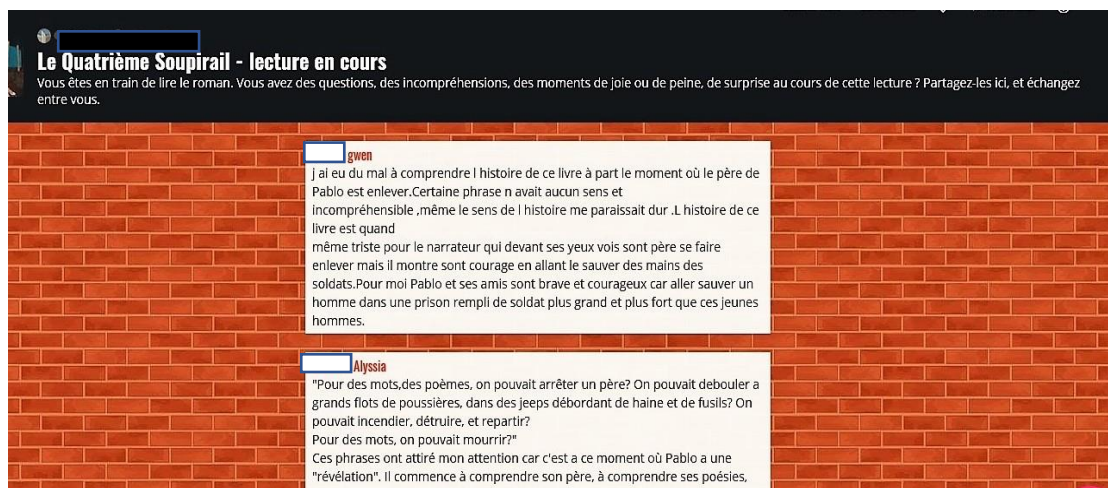 Le Quatrième Soupirail - lecture en cours
Vous êtes en train de lire le roman. Vous avez des questions, des incompréhensions, des moments de joie ou de peine, de surprise au cours de cette lecture ? Partagez-les ici, et échangez
entre vous.
gwen
j ai eu du mal à comprendre l histoire de ce livre à part le moment où le père de
Pablo est enlever.Certaine phrase n avait aucun sens et
incompréhensible ,même le sens de l histoire me paraissait dur .L histoire de ce
livre est quand
même triste pour le narrateur qui devant ses yeux vois sont père se faire
enlever mais il montre sont courage en allant le sauver des mains des
soldats.Pour moi Pablo et ses amis sont brave et courageux car aller sauver un
homme dans une prison rempli de soldat plus grand et plus fort que ces jeunes
hommes.
Alyssia
"Pour des mots,des poèmes, on pouvait arrêter un père? On pouvait debouler a
grands flots de poussières, dans des jeeps débordant de haine et de fusils? On
pouvait incendier, détruire, et repartir?
Pour des mots, on pouvait mourrir?"
Ces phrases ont attiré mon attention car c'est a ce moment où Pablo a une
"révélation". Il commence à comprendre son père, à comprendre ses poésies,